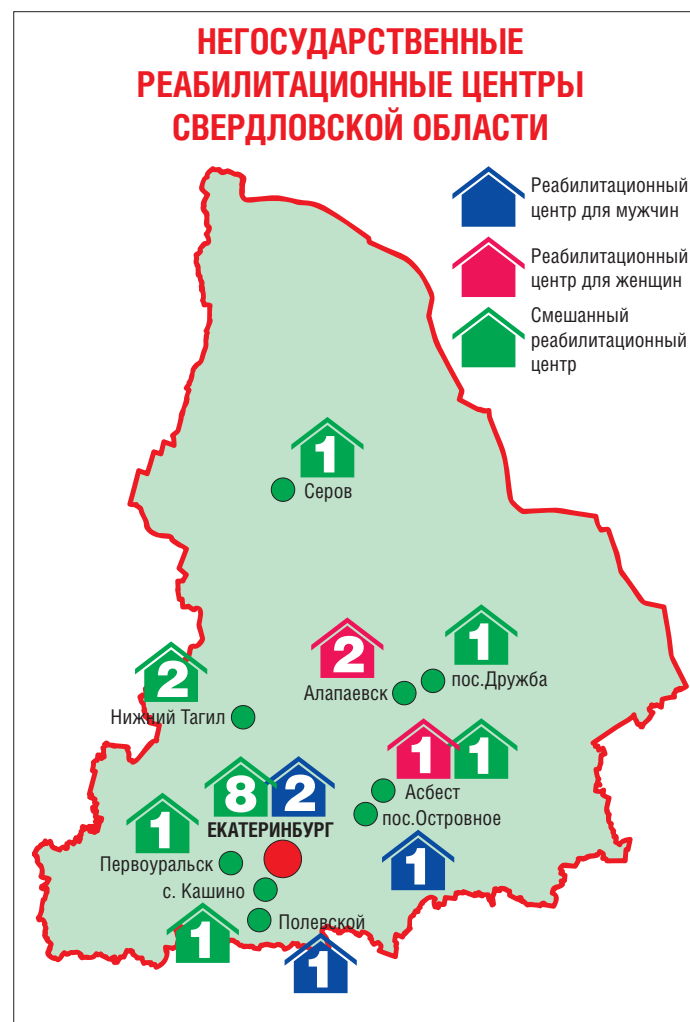 НЕГОСУДАРСТВЕННЫЕ
РЕАБИЛИТАЦИОННЫЕ ЦЕНТРЫ
СВЕРДЛОВСКОЙ ОБЛАСТИ
Реабилитационный
центр для мужчин
Реабилитационный
центр для женщин
Смешанный
реабилитационный
центр
1
Серов
2
1
пос.Дружба
Алапаевск
2
Нижний Тагил
1
1
Асбест
пос.Островное
8
2
ЕКАТЕРИНБУРГ
1
Первоуральск
1
с. Кашино
Полевской
1
1